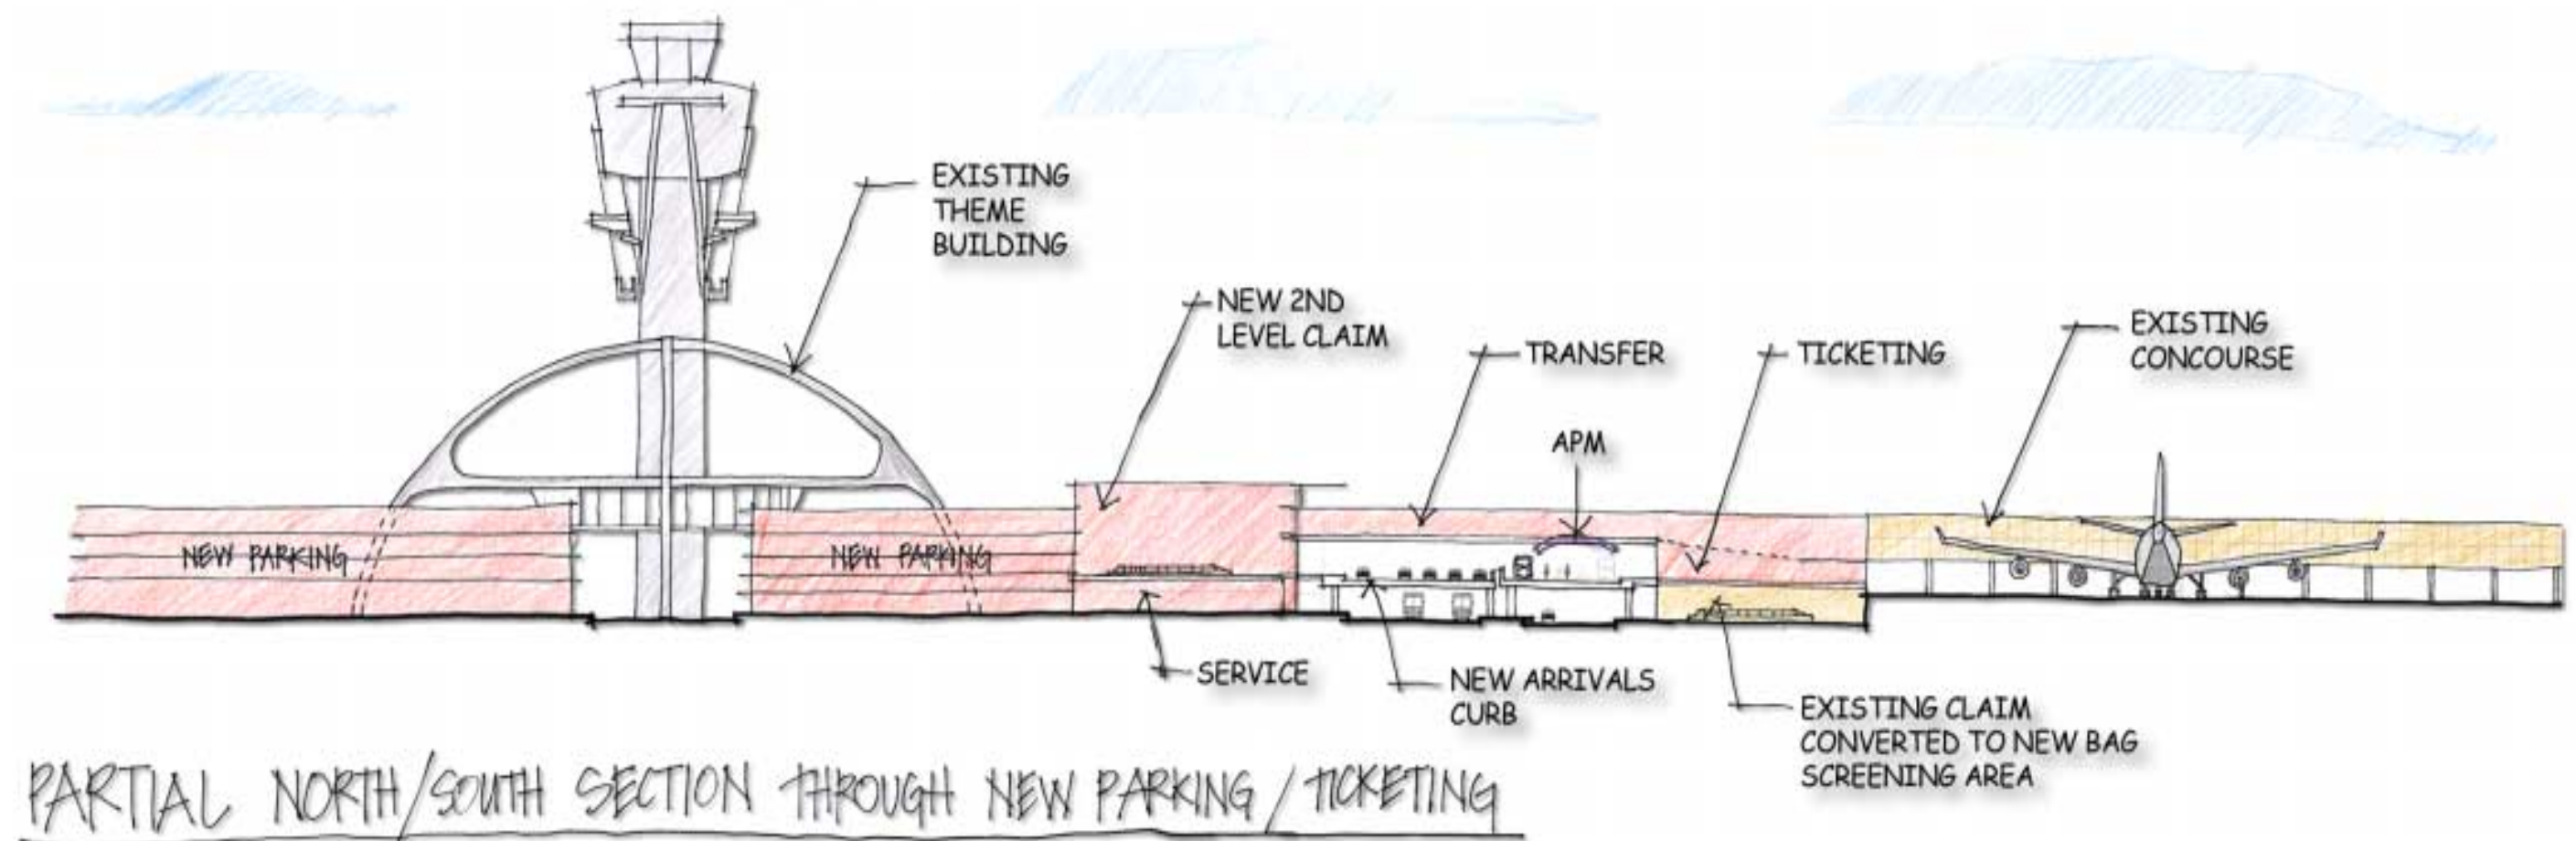 EXISTING
THEME
BUILDING
NEW 2ND
LEVEL CLAIM
TRANSFER
TICKETING
EXISTING
CONCOURSE
APM
NEW PARKING
NEW PARKING
SERVICE
NEW ARRIVALS
CURB
EXISTING CLAIM
CONVERTED TO NEW BAG
SCREENING AREA
PARTIAL NORTH/SOUTH SECTION THROUGH NEW PARKING/TICKETING